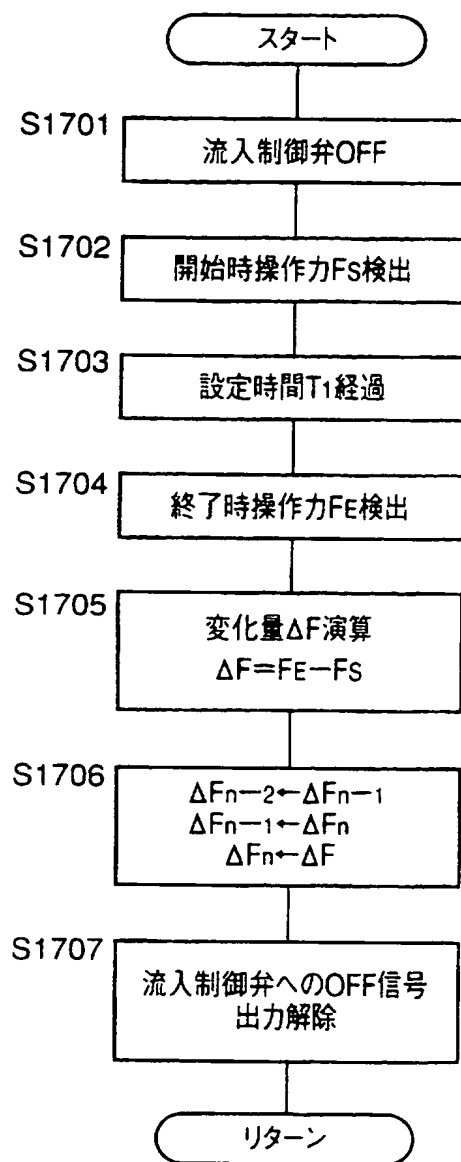 スタート
S1701
流入制御弁OFF
S1702
開始時操作力FS検出
S1703
設定時間T1経過
S1704
終了時操作力FE検出
S1705
変化量ΔF演算
ΔF=FE−FS
S1706
ΔFn−2←ΔFn−1
ΔFn−1←ΔFn
ΔFn←ΔF
S1707
流入制御弁へのOFF信号
出力解除
リターン